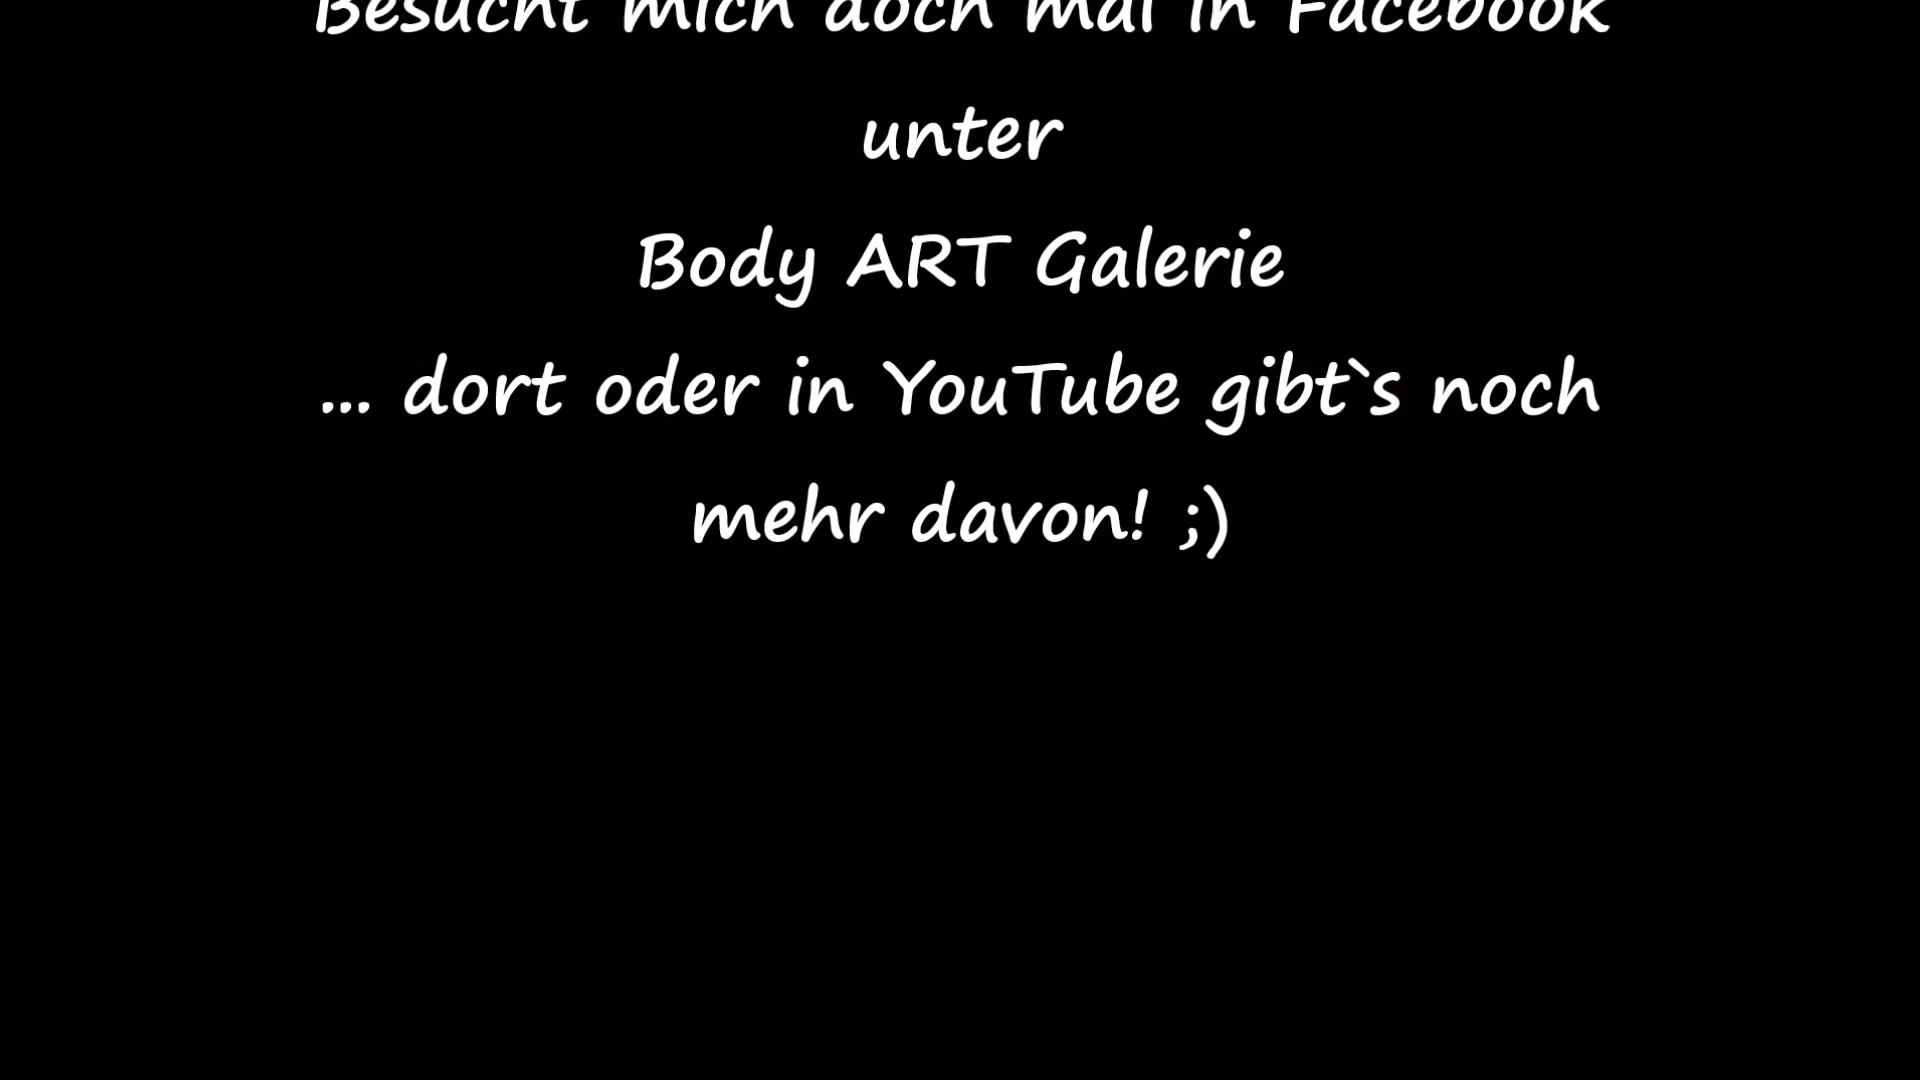 Besucht mich doch mal in Facebook
unter
Body ART Galerie
... dort oder in YouTube gibt`s noch
mehr davon! ;)